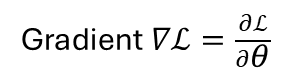 Gradient ∇ℒ = ∂ℒ/∂θ